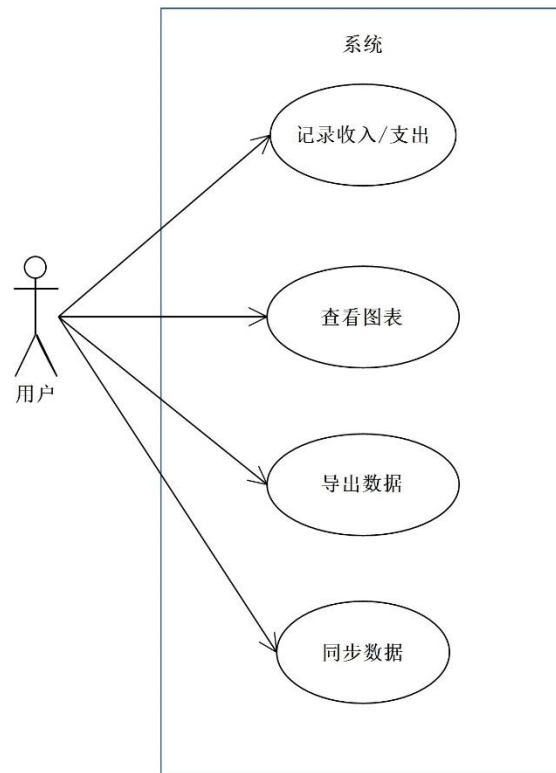 系统
记录收入/支出
查看图表
用户
导出数据
同步数据